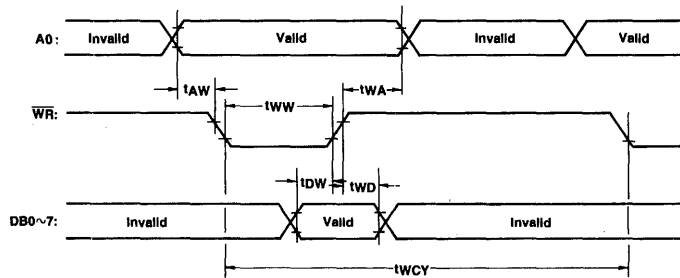 A0: Invalid Valid Invalid Valid
tAW tWW tWA
WR:
tDW tWD
DB0~7: Invalid Valid Invalid
tWCY